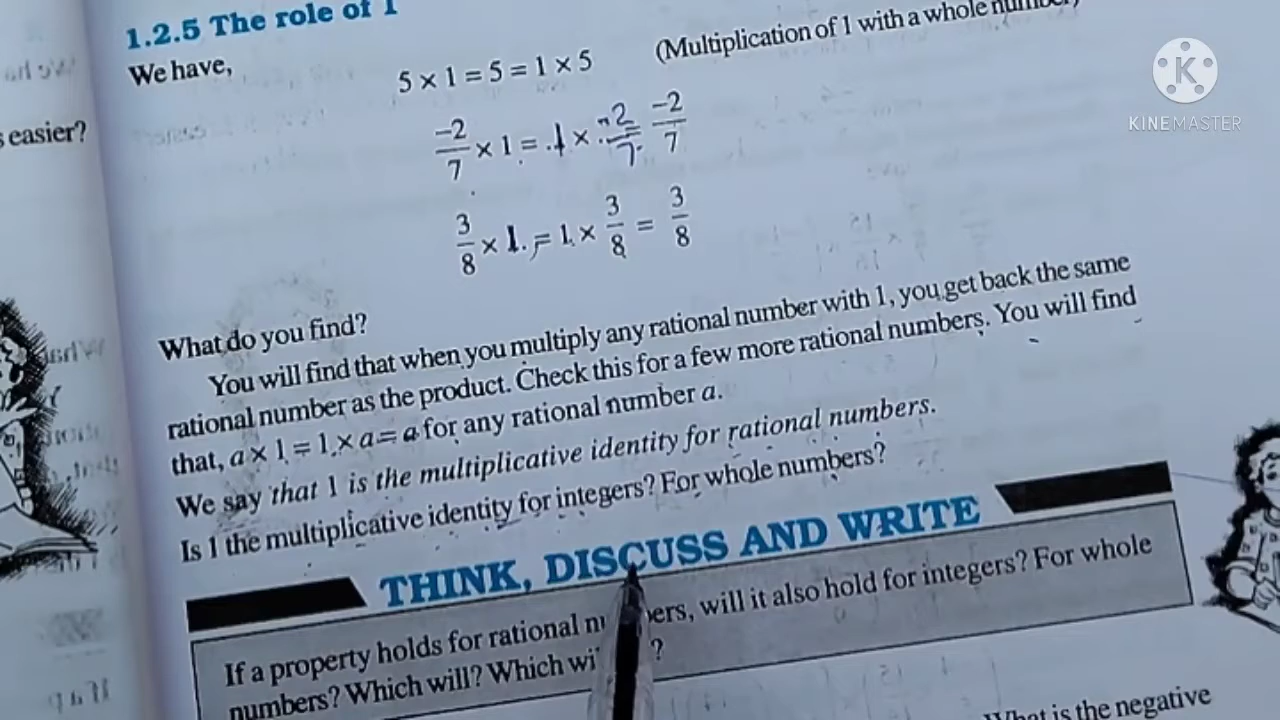 1.2.5 The role of 1
We have,
5 × 1 = 5 = 1 × 5 (Multiplication of 1 with a whole number)
-2/7 × 1 = 1 × -2/7 = -2/7
3/8 × 1 = 1 × 3/8 = 3/8
What do you find?
You will find that when you multiply any rational number with 1, you get back the same
rational number as the product. Check this for a few more rational numbers. You will find
that, a × 1 = 1 × a = a for any rational number a.
We say that 1 is the multiplicative identity for rational numbers.
Is 1 the multiplicative identity for integers? For whole numbers?
THINK, DISCUSS AND WRITE
If a property holds for rational numbers, will it also hold for integers? For whole
numbers? Which will? Which ?
What is the negative
s easier?
KINEMASTER